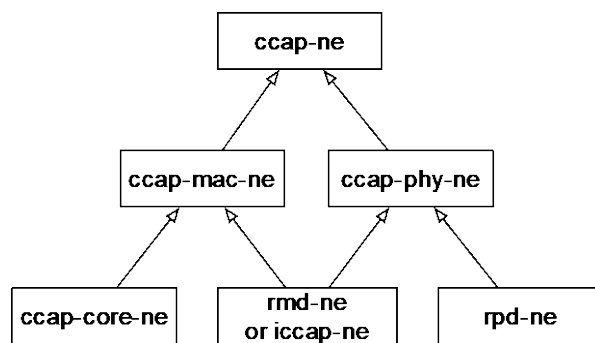 ccap-ne
ccap-mac-ne
ccap-phy-ne
ccap-core-ne
rmd-ne
or iccap-ne
rpd-ne